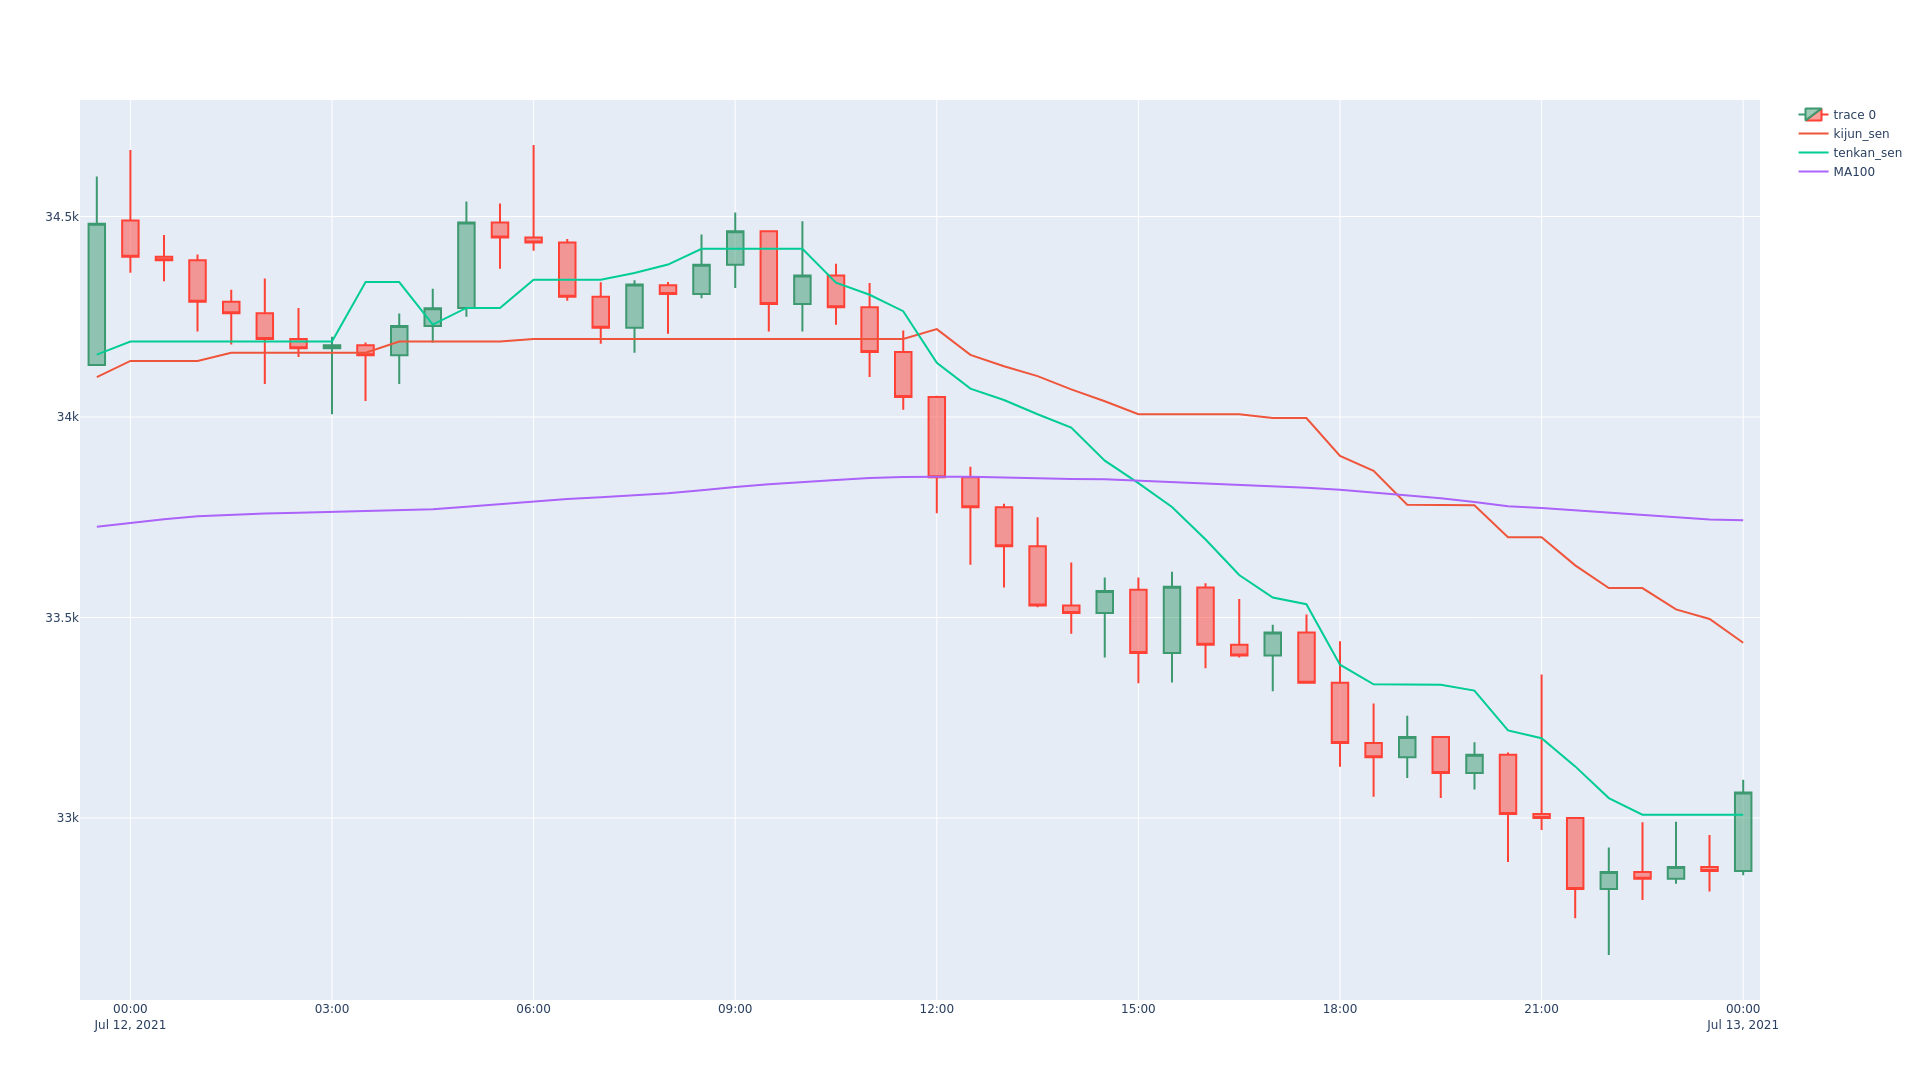 trace 0
kijun_sen
tenkan_sen
MA100
34.5k
34k
33.5k
33k
00:00 03:00 06:00 09:00 12:00 15:00 18:00 21:00 00:00
Jul 12, 2021 Jul 13, 2021